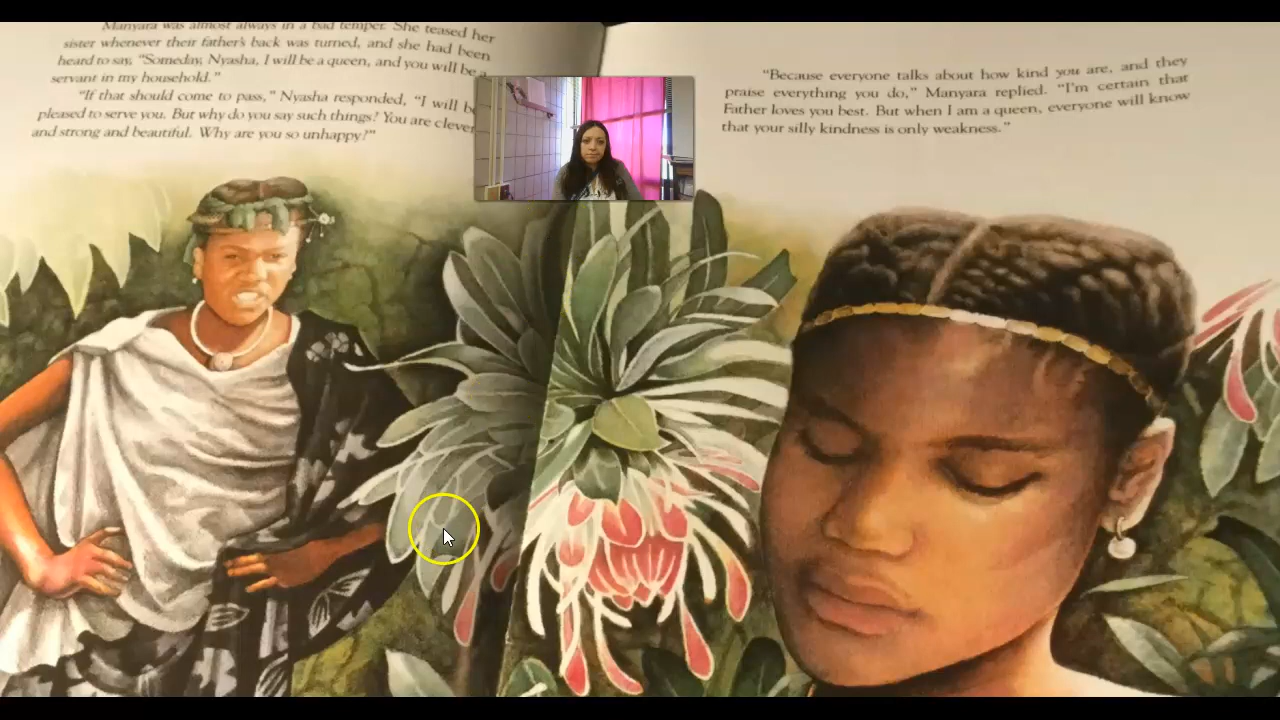 Manyara was almost always in a bad temper. She teased her
sister whenever their father's back was turned, and she had been
heard to say, "Someday, Nyasha, I will be a queen, and you will be a
servant in my household."
"If that should come to pass," Nyasha responded, "I will be
pleased to serve you. But why do you say such things? You are clever
and strong and beautiful. Why are you so unhappy?"
"Because everyone talks about how kind you are, and they
praise everything you do," Manyara replied. "I'm certain that
Father loves you best. But when I am a queen, everyone will know
that your silly kindness is only weakness."